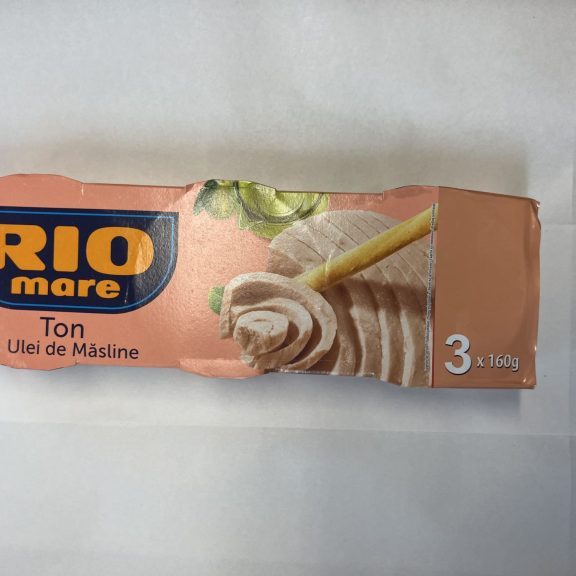 RIO
mare
Ton
Ulei de Măsline
3 x 160g